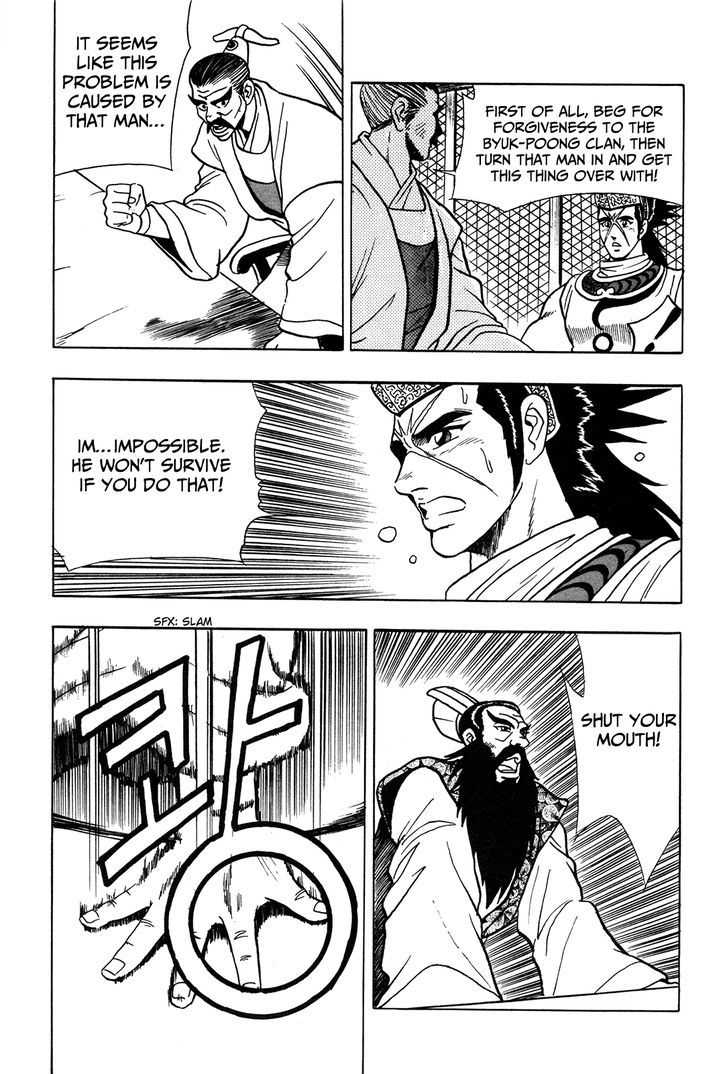 IT SEEMS
LIKE THIS
PROBLEM IS
CAUSED BY
THAT MAN...
FIRST OF ALL, BEG FOR
FORGIVENESS TO THE
BYUK-POONG CLAN, THEN
TURN THAT MAN IN AND GET
THIS THING OVER WITH!
IM...IMPOSSIBLE.
HE WON'T SURVIVE
IF YOU DO THAT!
SFX: SLAM
쾅
SHUT YOUR
MOUTH!